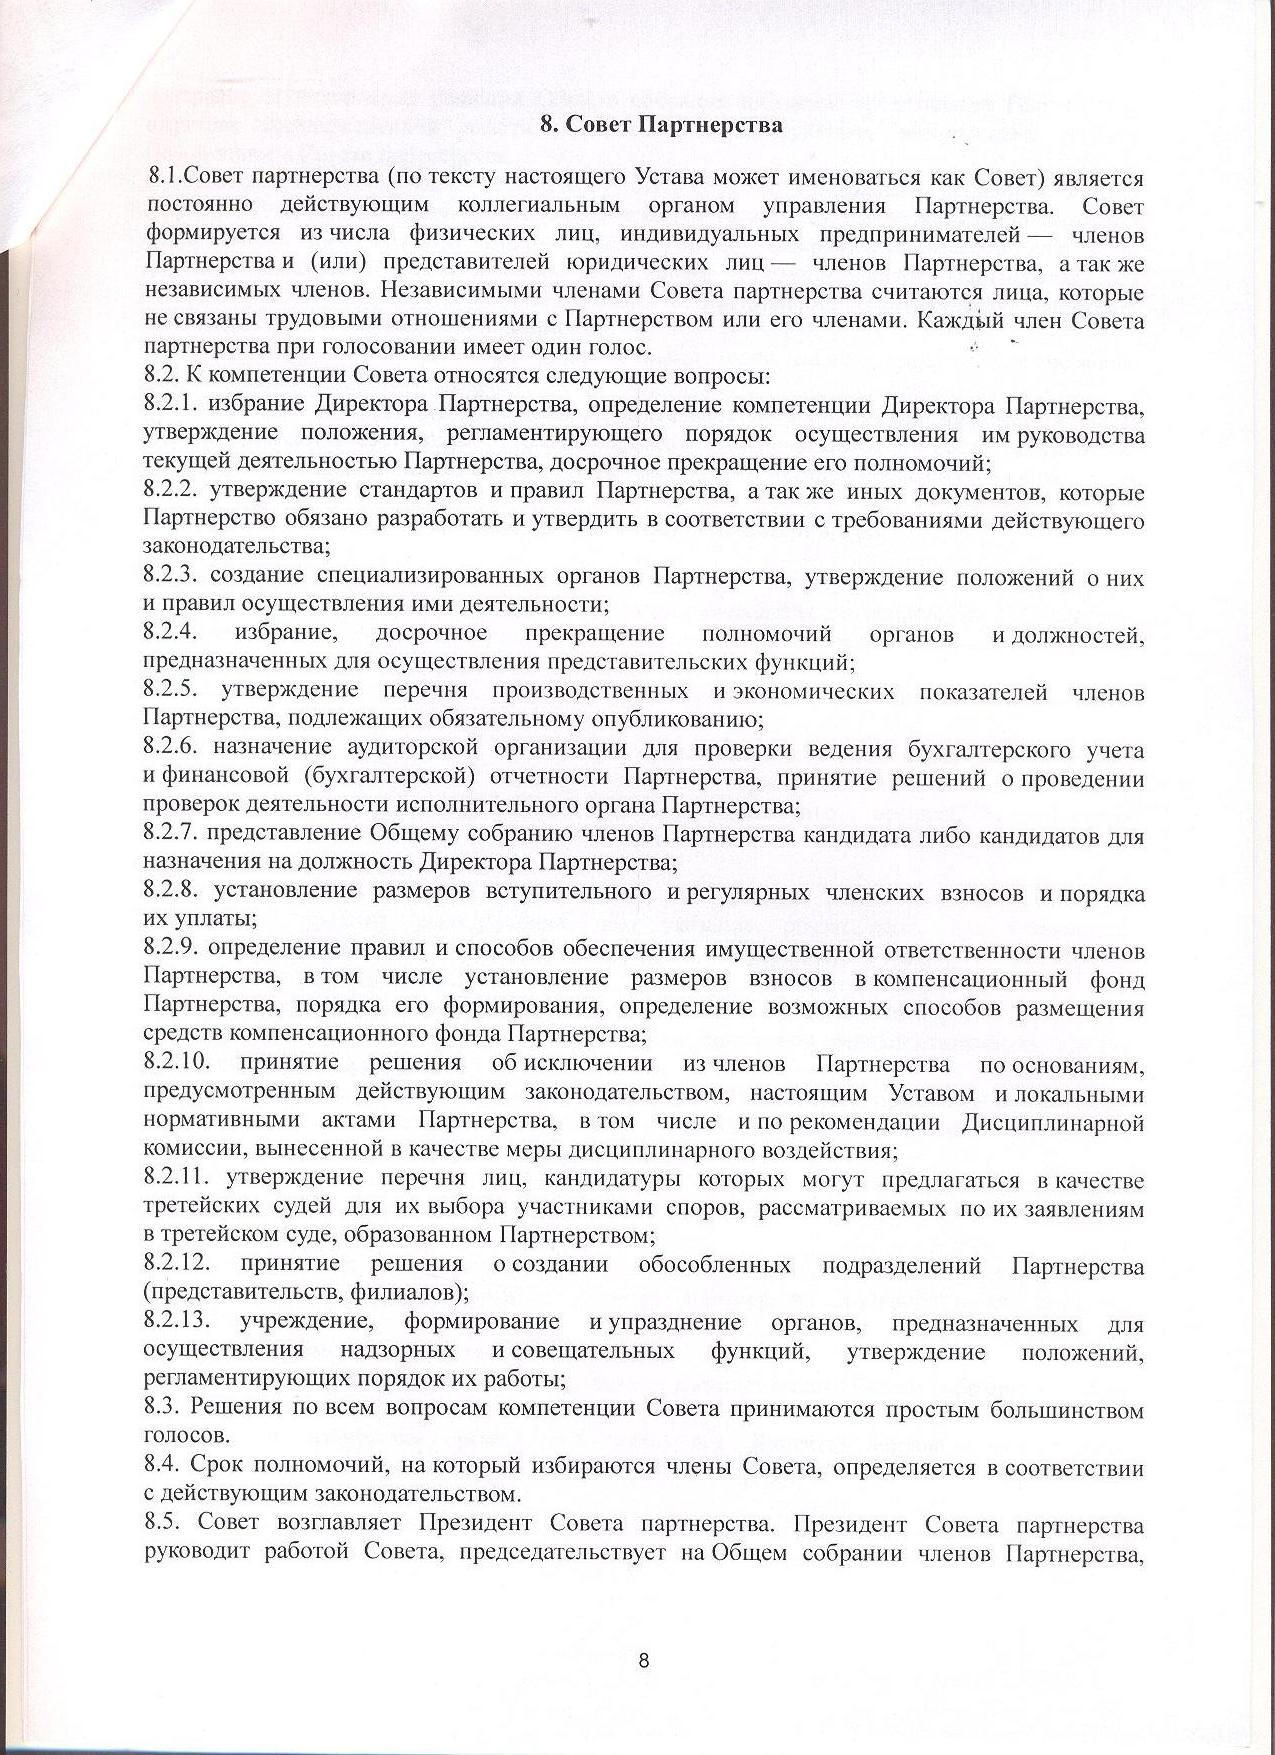 8. Совет Партнерства
8.1.Совет партнерства (по тексту настоящего Устава может именоваться как Совет) является
постоянно действующим коллегиальным органом управления Партнерства. Совет
формируется из числа физических лиц, индивидуальных предпринимателей — членов
Партнерства и (или) представителей юридических лиц — членов Партнерства, а так же
независимых членов. Независимыми членами Совета партнерства считаются лица, которые
не связаны трудовыми отношениями с Партнерством или его членами. Каждый член Совета
партнерства при голосовании имеет один голос.
8.2. К компетенции Совета относятся следующие вопросы:
8.2.1. избрание Директора Партнерства, определение компетенции Директора Партнерства,
утверждение положения, регламентирующего порядок осуществления им руководства
текущей деятельностью Партнерства, досрочное прекращение его полномочий;
8.2.2. утверждение стандартов и правил Партнерства, а так же иных документов, которые
Партнерство обязано разработать и утвердить в соответствии с требованиями действующего
законодательства;
8.2.3. создание специализированных органов Партнерства, утверждение положений о них
и правил осуществления ими деятельности;
8.2.4. избрание, досрочное прекращение полномочий органов и должностей,
предназначенных для осуществления представительских функций;
8.2.5. утверждение перечня производственных и экономических показателей членов
Партнерства, подлежащих обязательному опубликованию;
8.2.6. назначение аудиторской организации для проверки ведения бухгалтерского учета
и финансовой (бухгалтерской) отчетности Партнерства, принятие решений о проведении
проверок деятельности исполнительного органа Партнерства;
8.2.7. представление Общему собранию членов Партнерства кандидата либо кандидатов для
назначения на должность Директора Партнерства;
8.2.8. установление размеров вступительного и регулярных членских взносов и порядка
их уплаты;
8.2.9. определение правил и способов обеспечения имущественной ответственности членов
Партнерства, в том числе установление размеров взносов в компенсационный фонд
Партнерства, порядка его формирования, определение возможных способов размещения
средств компенсационного фонда Партнерства;
8.2.10. принятие решения об исключении из членов Партнерства по основаниям,
предусмотренным действующим законодательством, настоящим Уставом и локальными
нормативными актами Партнерства, в том числе и по рекомендации Дисциплинарной
комиссии, вынесенной в качестве меры дисциплинарного воздействия;
8.2.11. утверждение перечня лиц, кандидатуры которых могут предлагаться в качестве
третейских судей для их выбора участниками споров, рассматриваемых по их заявлениям
в третейском суде, образованном Партнерством;
8.2.12. принятие решения о создании обособленных подразделений Партнерства
(представительств, филиалов);
8.2.13. учреждение, формирование и упразднение органов, предназначенных для
осуществления надзорных и совещательных функций, утверждение положений,
регламентирующих порядок их работы;
8.3. Решения по всем вопросам компетенции Совета принимаются простым большинством
голосов.
8.4. Срок полномочий, на который избираются члены Совета, определяется в соответствии
с действующим законодательством.
8.5. Совет возглавляет Президент Совета партнерства. Президент Совета партнерства
руководит работой Совета, председательствует на Общем собрании членов Партнерства,
8